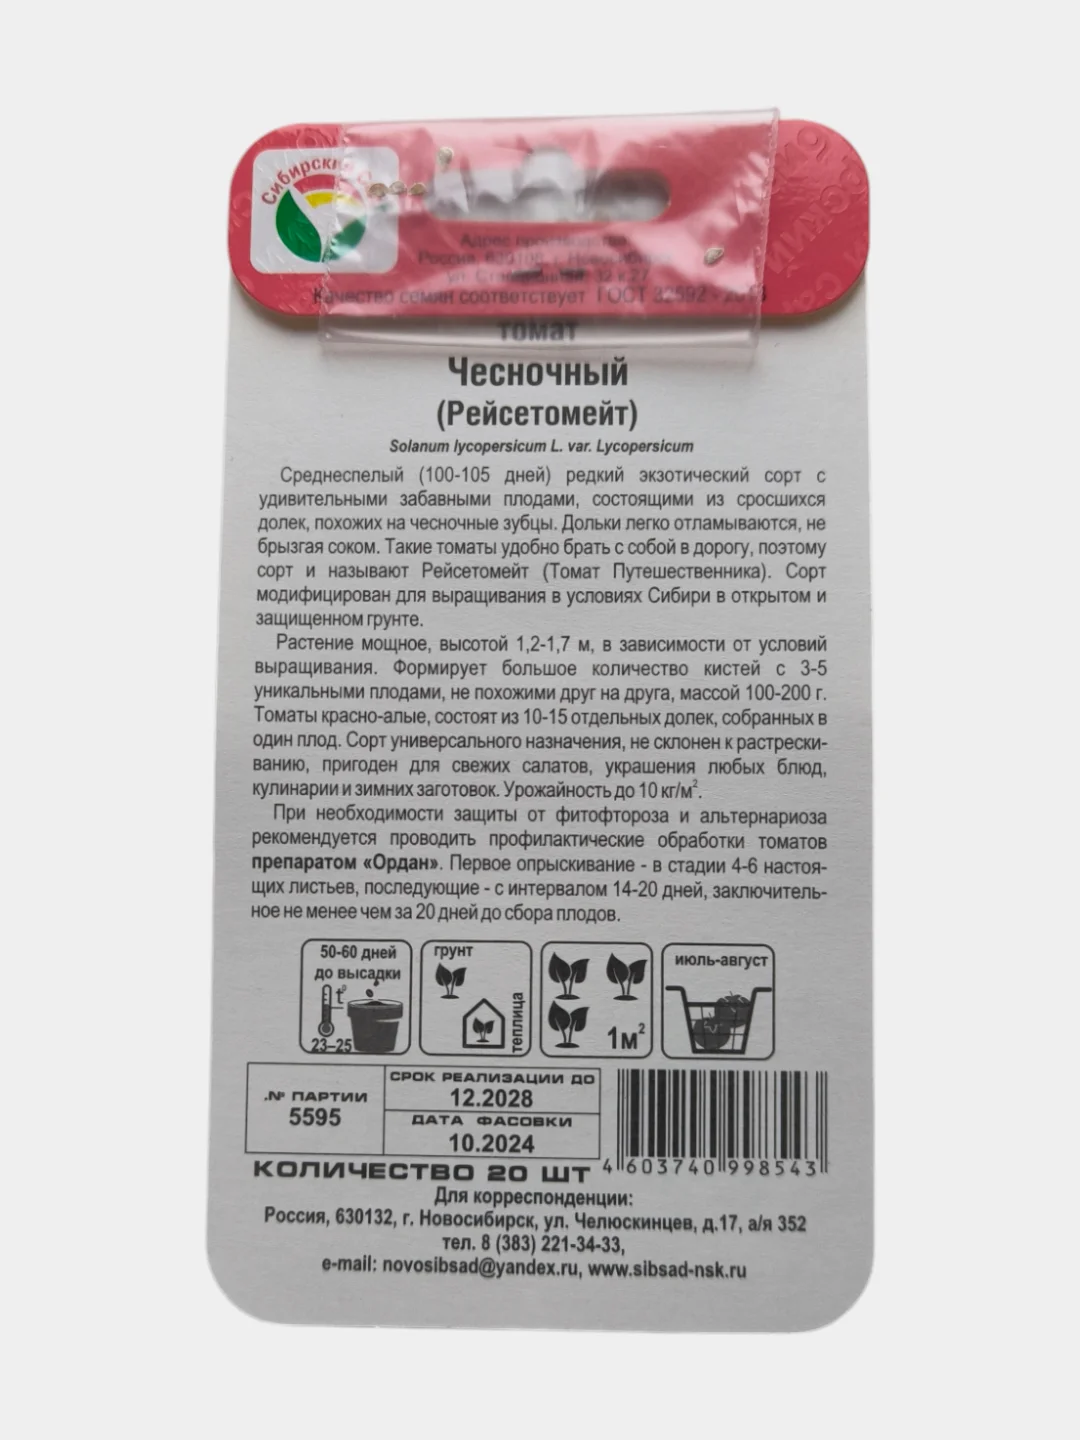 Сибирский С
Адрес производства
Россия, 630108, г. Новосибирск
ул. Станционная, 32 к.27
Качество семян соответствует ГОСТ 32592 -
томат
Чесночный
(Рейсетомейт)
Solanum lycopersicum L. var. Lycopersicum
Среднеспелый (100-105 дней) редкий экзотический сорт с
удивительными забавными плодами, состоящими из сросшихся
долек, похожих на чесночные зубцы. Дольки легко отламываются, не
брызгая соком. Такие томаты удобно брать с собой в дорогу, поэтому
сорт и называют Рейсетомейт (Томат Путешественника). Сорт
модифицирован для выращивания в условиях Сибири в открытом и
защищенном грунте.
Растение мощное, высотой 1,2-1,7 м, в зависимости от условий
выращивания. Формирует большое количество кистей с 3-5
уникальными плодами, не похожими друг на друга, массой 100-200 г.
Томаты красно-алые, состоят из 10-15 отдельных долек, собранных в
один плод. Сорт универсального назначения, не склонен к растрески-
ванию, пригоден для свежих салатов, украшения любых блюд,
кулинарии и зимних заготовок. Урожайность до 10 кг/м².
При необходимости защиты от фитофтороза и альтернариоза
рекомендуется проводить профилактические обработки томатов
препаратом «Ордан». Первое опрыскивание - в стадии 4-6 настоя-
щих листьев, последующие - с интервалом 14-20 дней, заключитель-
ное не менее чем за 20 дней до сбора плодов.
50-60 дней
до высадки
t°
23–25
грунт
теплица
1м²
июль-август
.№ ПАРТИИ
5595
СРОК РЕАЛИЗАЦИИ ДО
12.2028
ДАТА ФАСОВКИ
10.2024
КОЛИЧЕСТВО 20 ШТ
4 603740 998543
Для корреспонденции:
Россия, 630132, г. Новосибирск, ул. Челюскинцев, д.17, а/я 352
тел. 8 (383) 221-34-33,
e-mail: novosibsad@yandex.ru, www.sibsad-nsk.ru